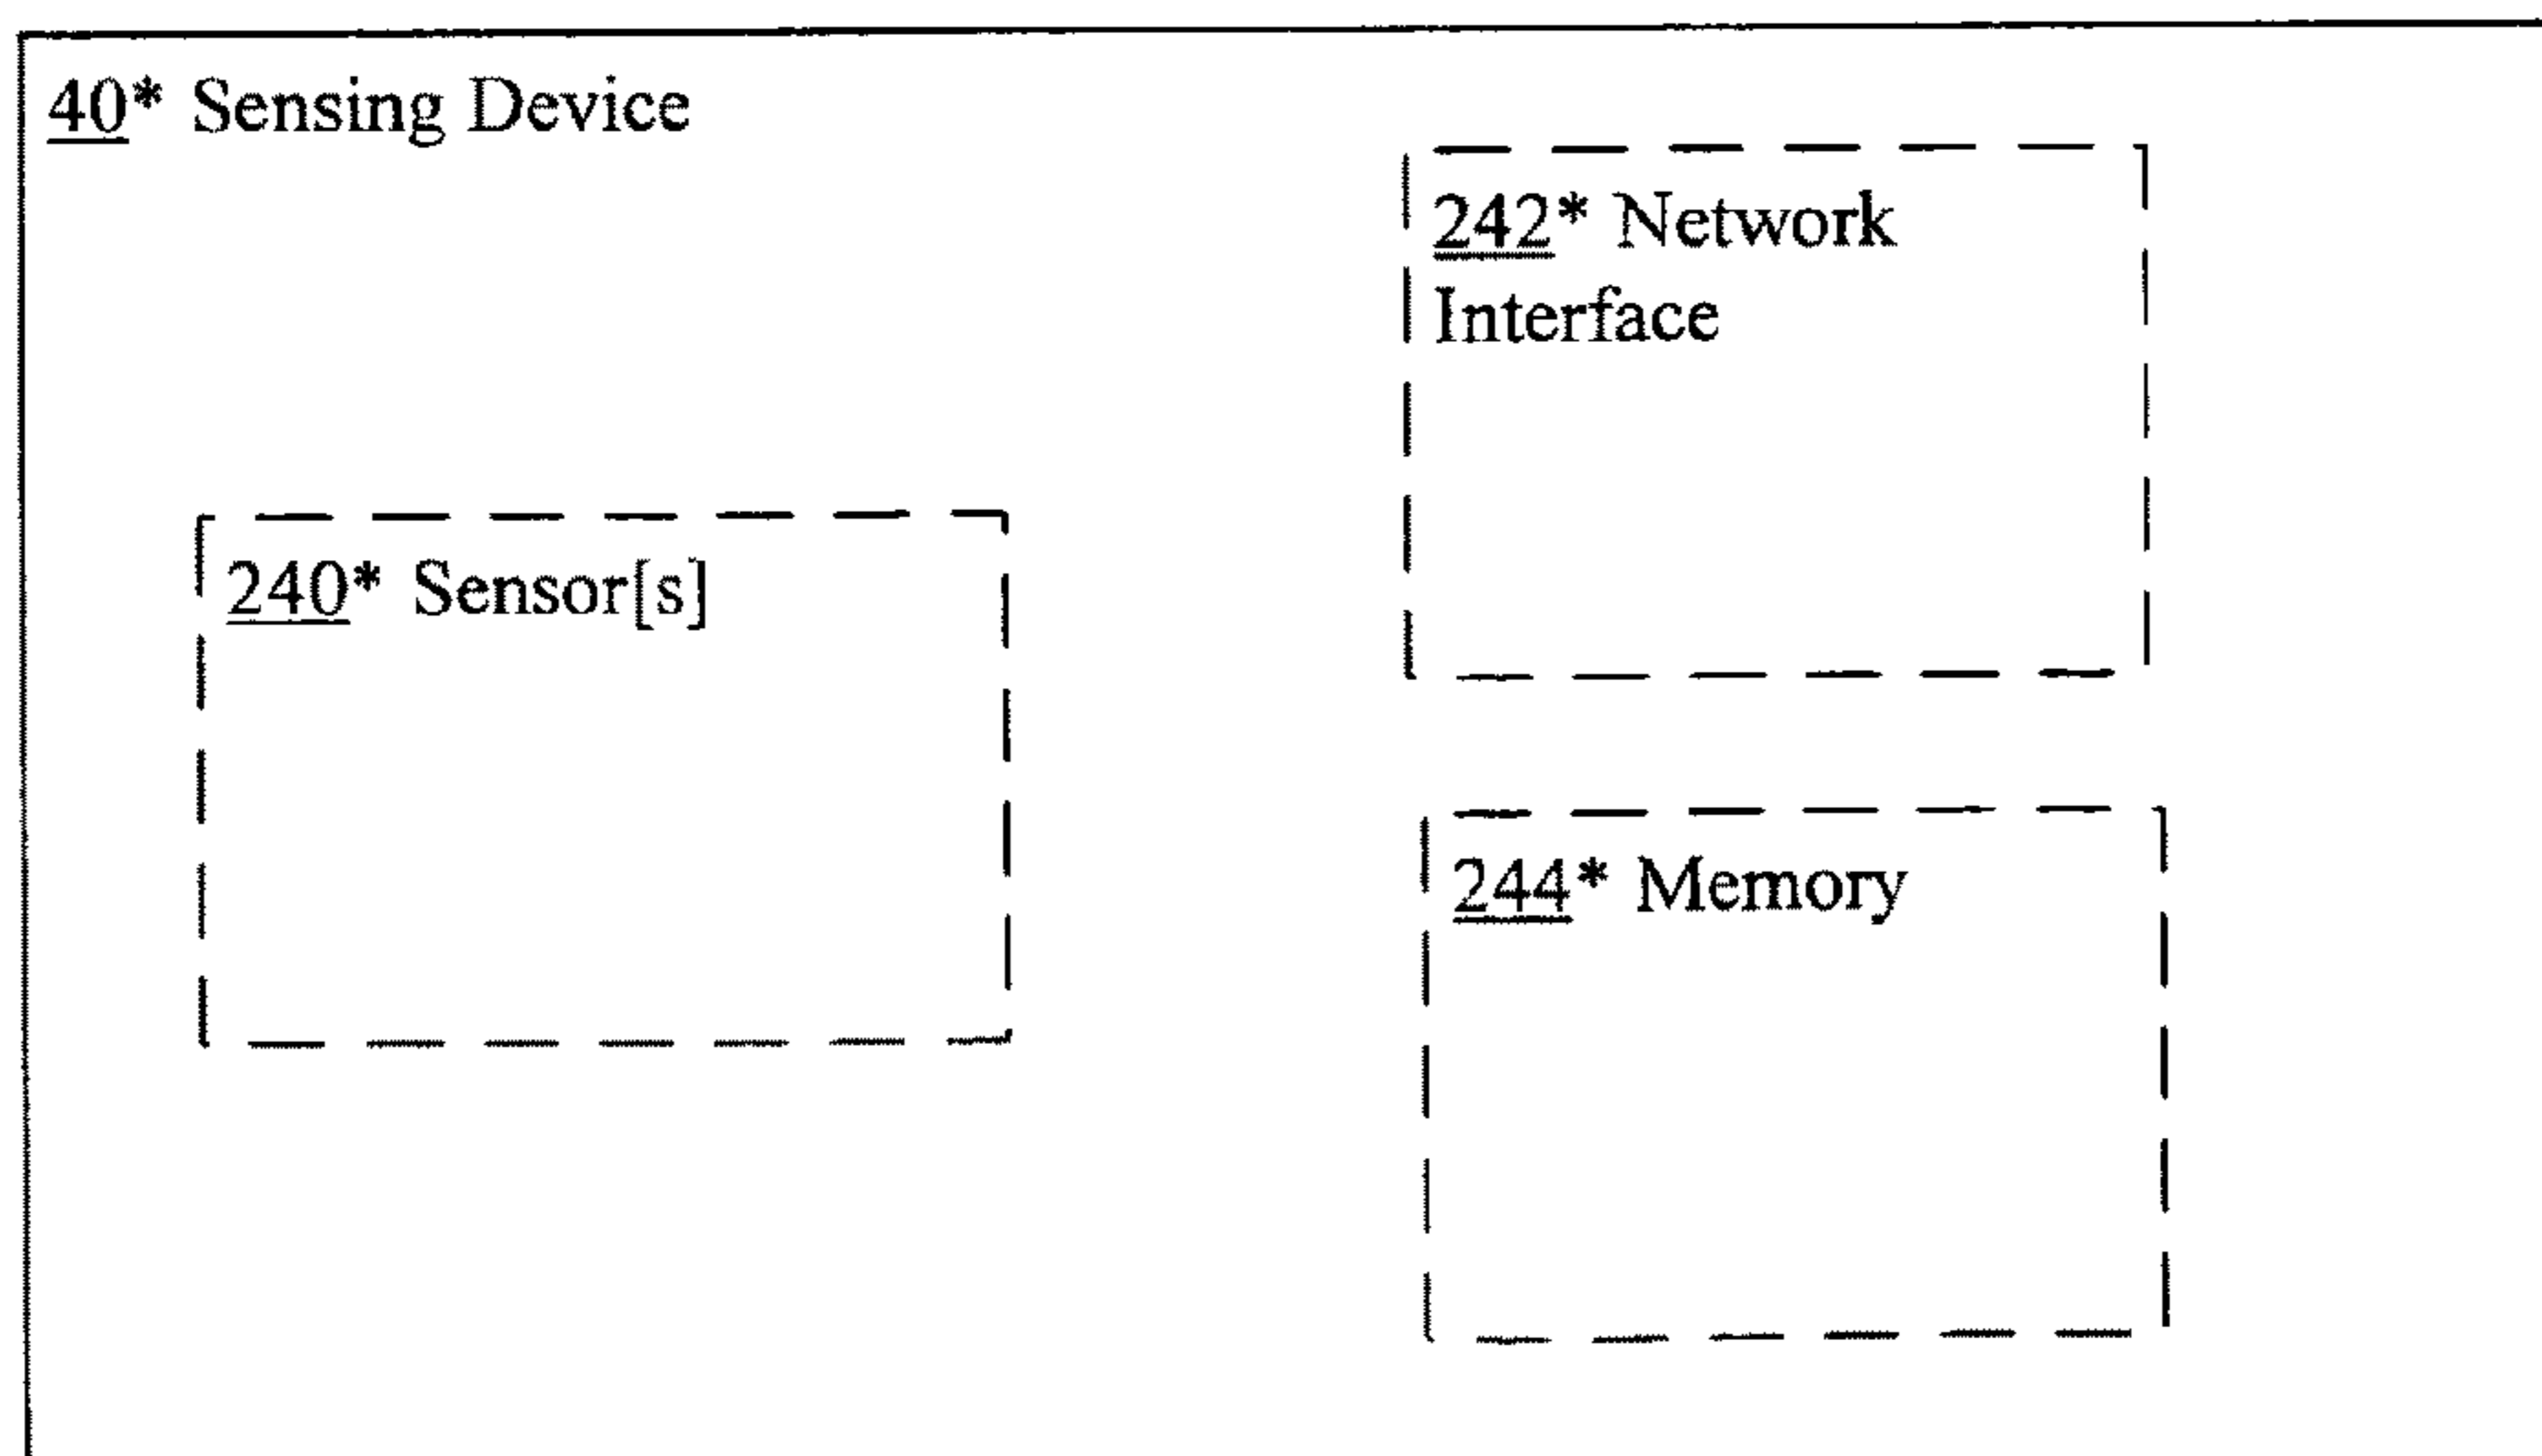 40* Sensing Device
242* Network
Interface
240* Sensor[s]
244* Memory